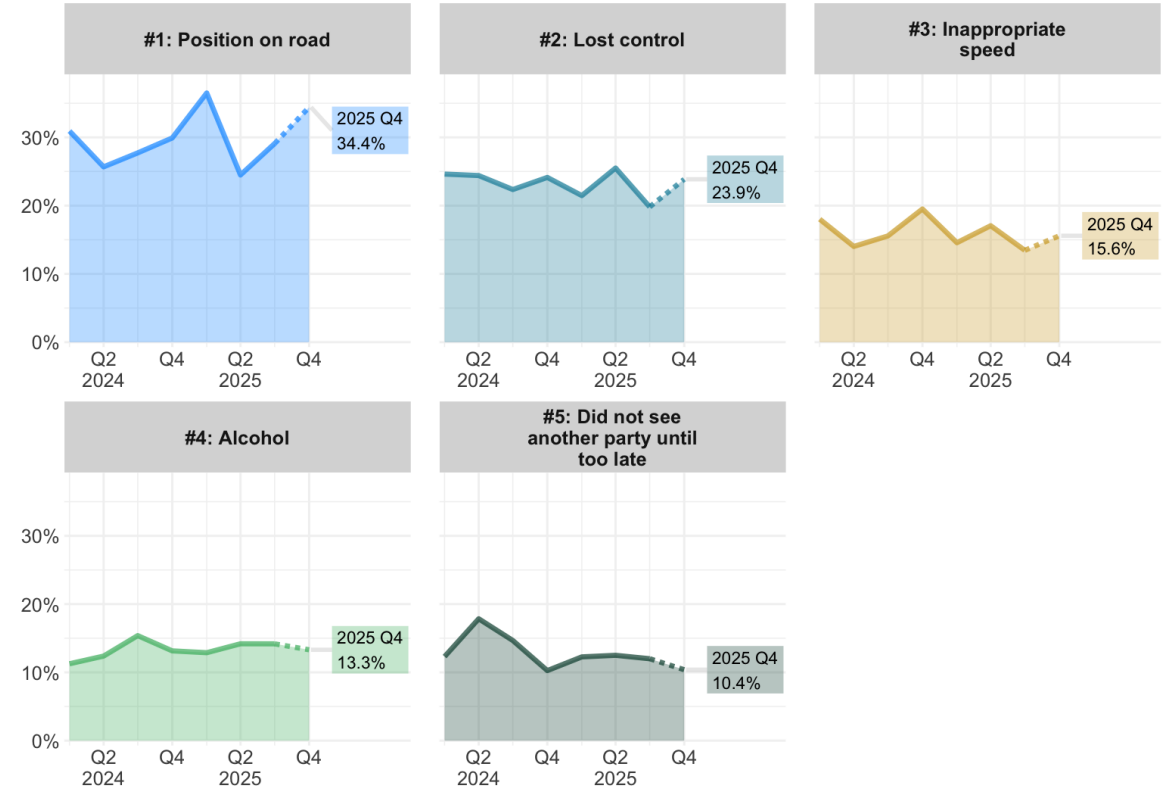 #1: Position on road
#2: Lost control
#3: Inappropriate
speed
30%
20%
10%
0%
2025 Q4
34.4%
2025 Q4
23.9%
2025 Q4
15.6%
Q2
2024
Q4
Q2
2025
Q4
Q2
2024
Q4
Q2
2025
Q4
Q2
2024
Q4
Q2
2025
Q4
#4: Alcohol
#5: Did not see
another party until
too late
30%
20%
10%
0%
2025 Q4
13.3%
2025 Q4
10.4%
Q2
2024
Q4
Q2
2025
Q4
Q2
2024
Q4
Q2
2025
Q4